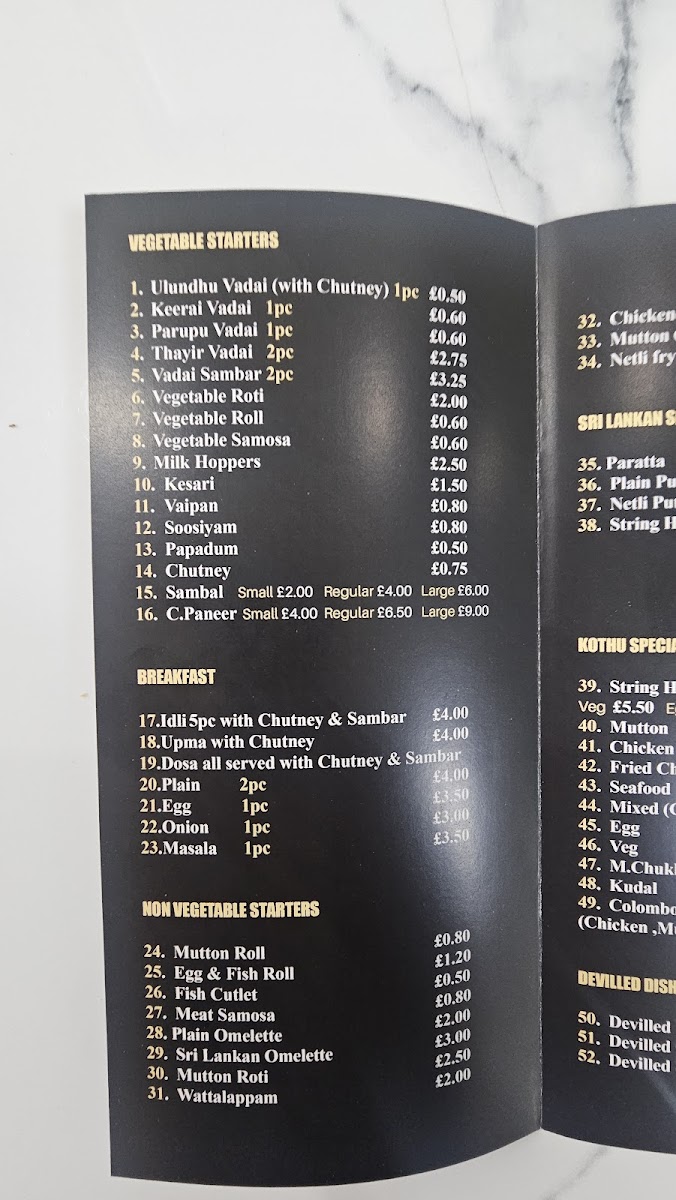 VEGETABLE STARTERS
1. Ulundhu Vadai (with Chutney) 1pc £0.50
2. Keerai Vadai 1pc £0.60
3. Parupu Vadai 1pc £0.60
4. Thayir Vadai 2pc £2.75
5. Vadai Sambar 2pc £3.25
6. Vegetable Roti £2.00
7. Vegetable Roll £0.60
8. Vegetable Samosa £0.60
9. Milk Hoppers £2.50
10. Kesari £1.50
11. Vaipan £0.80
12. Soosiyam £0.80
13. Papadum £0.50
14. Chutney £0.75
15. Sambal Small £2.00 Regular £4.00 Large £6.00
16. C.Paneer Small £4.00 Regular £6.50 Large £9.00
BREAKFAST
17.Idli 5pc with Chutney & Sambar £4.00
18.Upma with Chutney £4.00
19.Dosa all served with Chutney & Sambar
20.Plain 2pc £4.00
21.Egg 1pc £3.50
22.Onion 1pc £3.00
23.Masala 1pc £3.50
NON VEGETABLE STARTERS
24. Mutton Roll £0.80
25. Egg & Fish Roll £1.20
26. Fish Cutlet £0.50
27. Meat Samosa £0.80
28. Plain Omelette £2.00
29. Sri Lankan Omelette £3.00
30. Mutton Roti £2.50
31. Wattalappam £2.00
32. Chicken
33. Mutton
34. Netli fry
SRI LANKAN
35. Paratta
36. Plain
37. Netli
38. String
KOTHU
39. String
Veg £5.50
40. Mutton
41. Chicken
42. Fried
43. Seafood
44. Mixed
45. Egg
46. Veg
47.
48. Kudal
49. Colombo
(Chicken ,
DEVILLED
50. Devilled
51. Devilled
52. Devilled